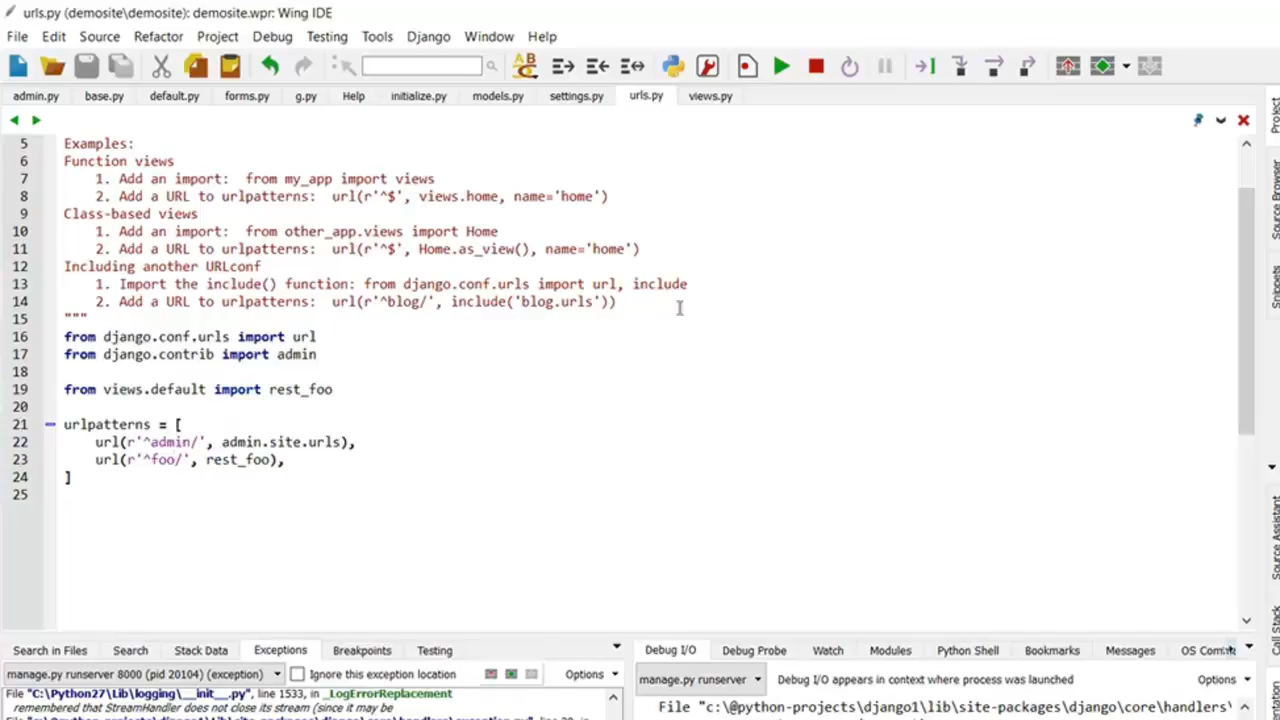 urls.py (demosite\demosite): demosite.wpr: Wing IDE
File Edit Source Refactor Project Debug Testing Tools Django Window Help
admin.py base.py default.py forms.py g.py Help initialize.py models.py settings.py urls.py views.py
5 Examples:
6 Function views
7     1. Add an import:  from my_app import views
8     2. Add a URL to urlpatterns:  url(r'^$', views.home, name='home')
9 Class-based views
10     1. Add an import:  from other_app.views import Home
11     2. Add a URL to urlpatterns:  url(r'^$', Home.as_view(), name='home')
12 Including another URLconf
13     1. Import the include() function: from django.conf.urls import url, include
14     2. Add a URL to urlpatterns:  url(r'^blog/', include('blog.urls'))
15 """
16 from django.conf.urls import url
17 from django.contrib import admin
18
19 from views.default import rest_foo
20
21 urlpatterns = [
22     url(r'^admin/', admin.site.urls),
23     url(r'^foo/', rest_foo),
24 ]
25
Project
Source Browser
Snippets
Source Assistant
Call Stack
Search in Files Search Stack Data Exceptions Breakpoints Testing
manage.py runserver 8000 (pid 20104) (exception) Ignore this exception location Options
File "C:\Python27\Lib\logging\__init__.py", line 1533, in _LogErrorReplacement
remembered that StreamHandler does not close its stream (since it may be
Debug I/O Debug Probe Watch Modules Python Shell Bookmarks Messages OS Comm
manage.py runserver Debug I/O appears in context where process was launched Options
File "c:\@python-projects\django1\lib\site-packages\django\core\handlers\